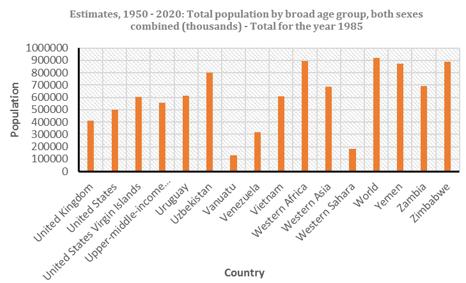 Estimates, 1950 - 2020: Total population by broad age group, both sexes
combined (thousands) - Total for the year 1985
Population
1000000
900000
800000
700000
600000
500000
400000
300000
200000
100000
0
United Kingdom
United States
United States Virgin Islands
Upper-middle-income...
Uruguay
Uzbekistan
Vanuatu
Venezuela
Vietnam
Western Africa
Western Asia
Western Sahara
World
Yemen
Zambia
Zimbabwe
Country